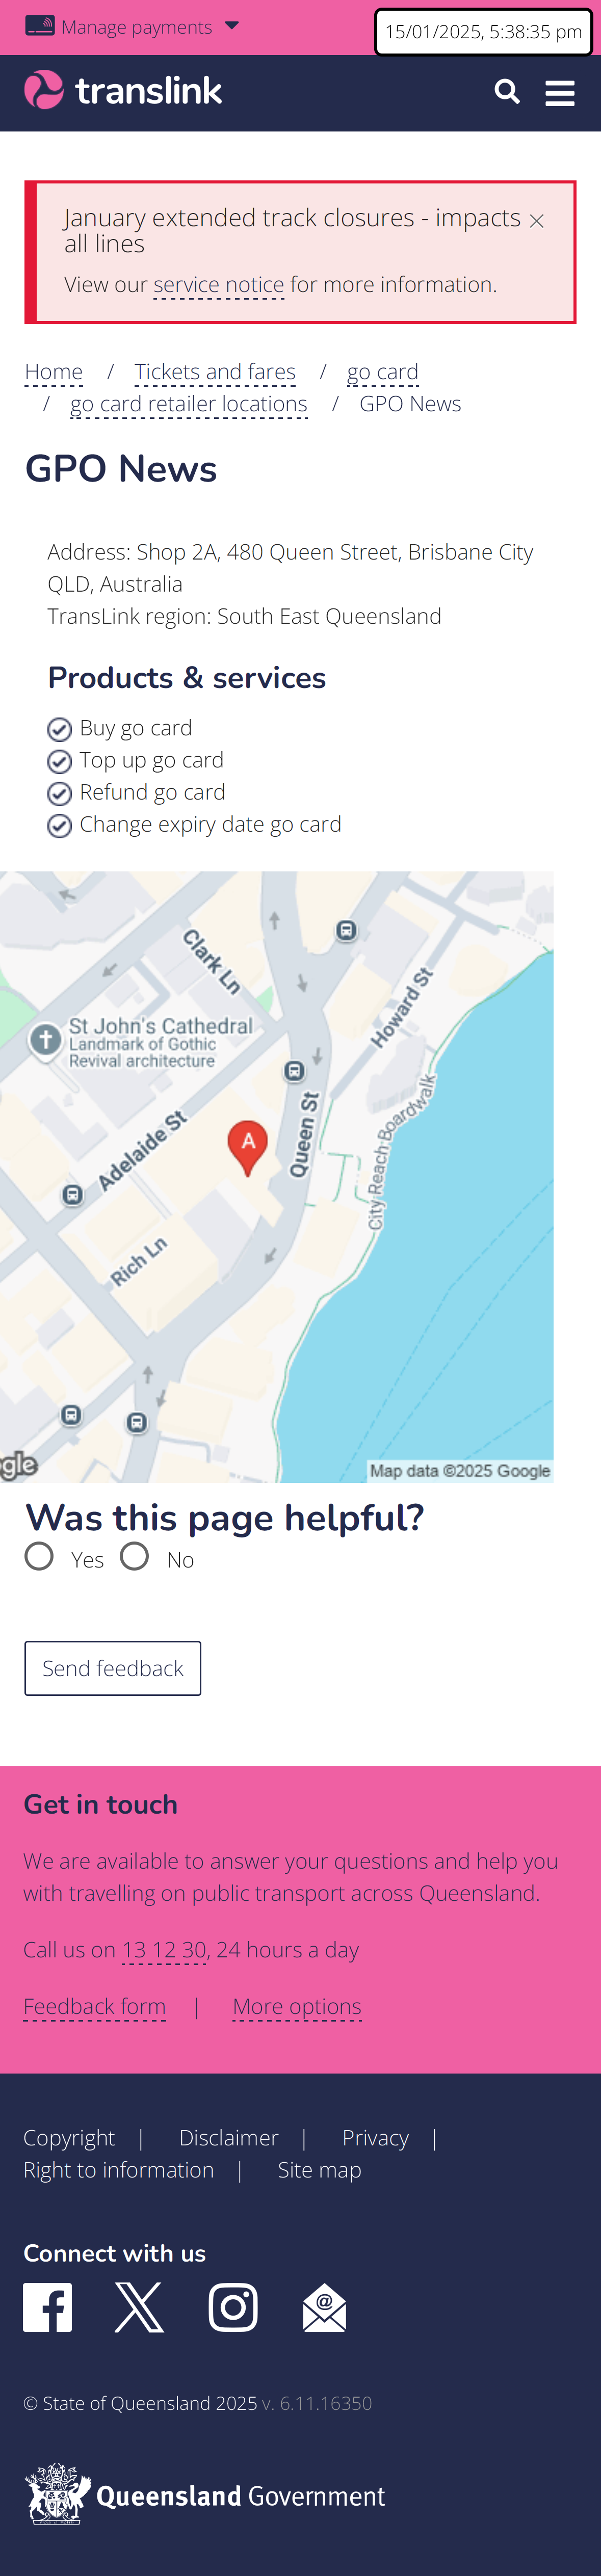 Manage payments
15/01/2025, 5:38:35 pm
translink
January extended track closures - impacts
all lines
View our service notice for more information.
Home / Tickets and fares / go card
/ go card retailer locations / GPO News
GPO News
Address: Shop 2A, 480 Queen Street, Brisbane City
QLD, Australia
TransLink region: South East Queensland
Products & services
Buy go card
Top up go card
Refund go card
Change expiry date go card
Clark Ln
Howard St
St John's Cathedral
Landmark of Gothic
Revival architecture
Adelaide St
A
Queen St
City Reach Boardwalk
Rich Ln
gle
Map data ©2025 Google
Was this page helpful?
Yes No
Send feedback
Get in touch
We are available to answer your questions and help you
with travelling on public transport across Queensland.
Call us on 13 12 30, 24 hours a day
Feedback form | More options
Copyright | Disclaimer | Privacy |
Right to information | Site map
Connect with us
@
© State of Queensland 2025 v. 6.11.16350
Queensland Government